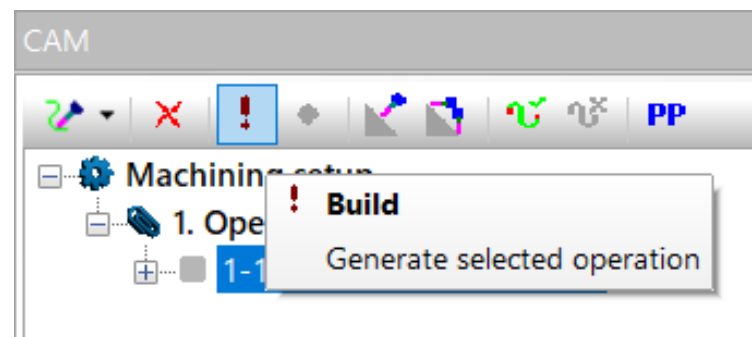 CAM
PP
Machining setup
Build
1. Ope
Generate selected operation
1-1